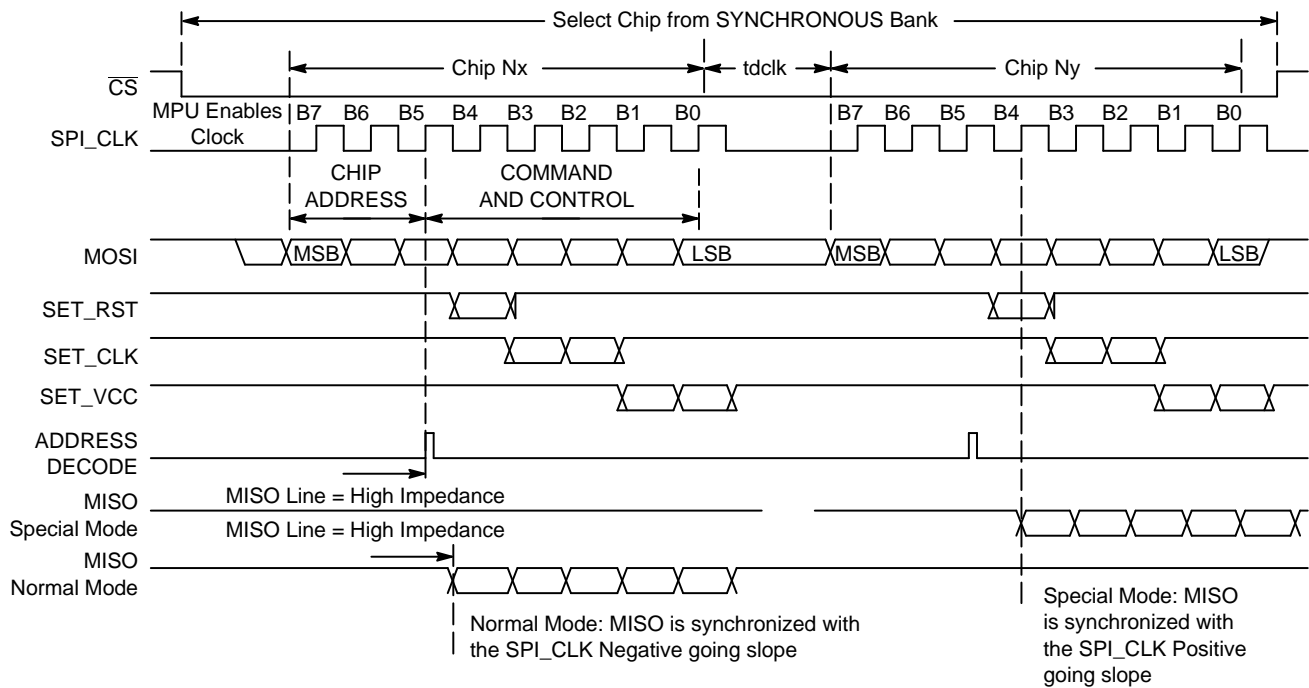 Select Chip from SYNCHRONOUS Bank
Chip Nx
tdclk
Chip Ny
CS
MPU Enables
Clock
B7 B6 B5 B4 B3 B2 B1 B0
B7 B6 B5 B4 B3 B2 B1 B0
SPI_CLK
CHIP
ADDRESS
COMMAND
AND CONTROL
MOSI
MSB
LSB
MSB
LSB
SET_RST
SET_CLK
SET_VCC
ADDRESS
DECODE
MISO Line = High Impedance
MISO
Special Mode
MISO Line = High Impedance
MISO
Normal Mode
Normal Mode: MISO is synchronized with
the SPI_CLK Negative going slope
Special Mode: MISO
is synchronized with
the SPI_CLK Positive
going slope